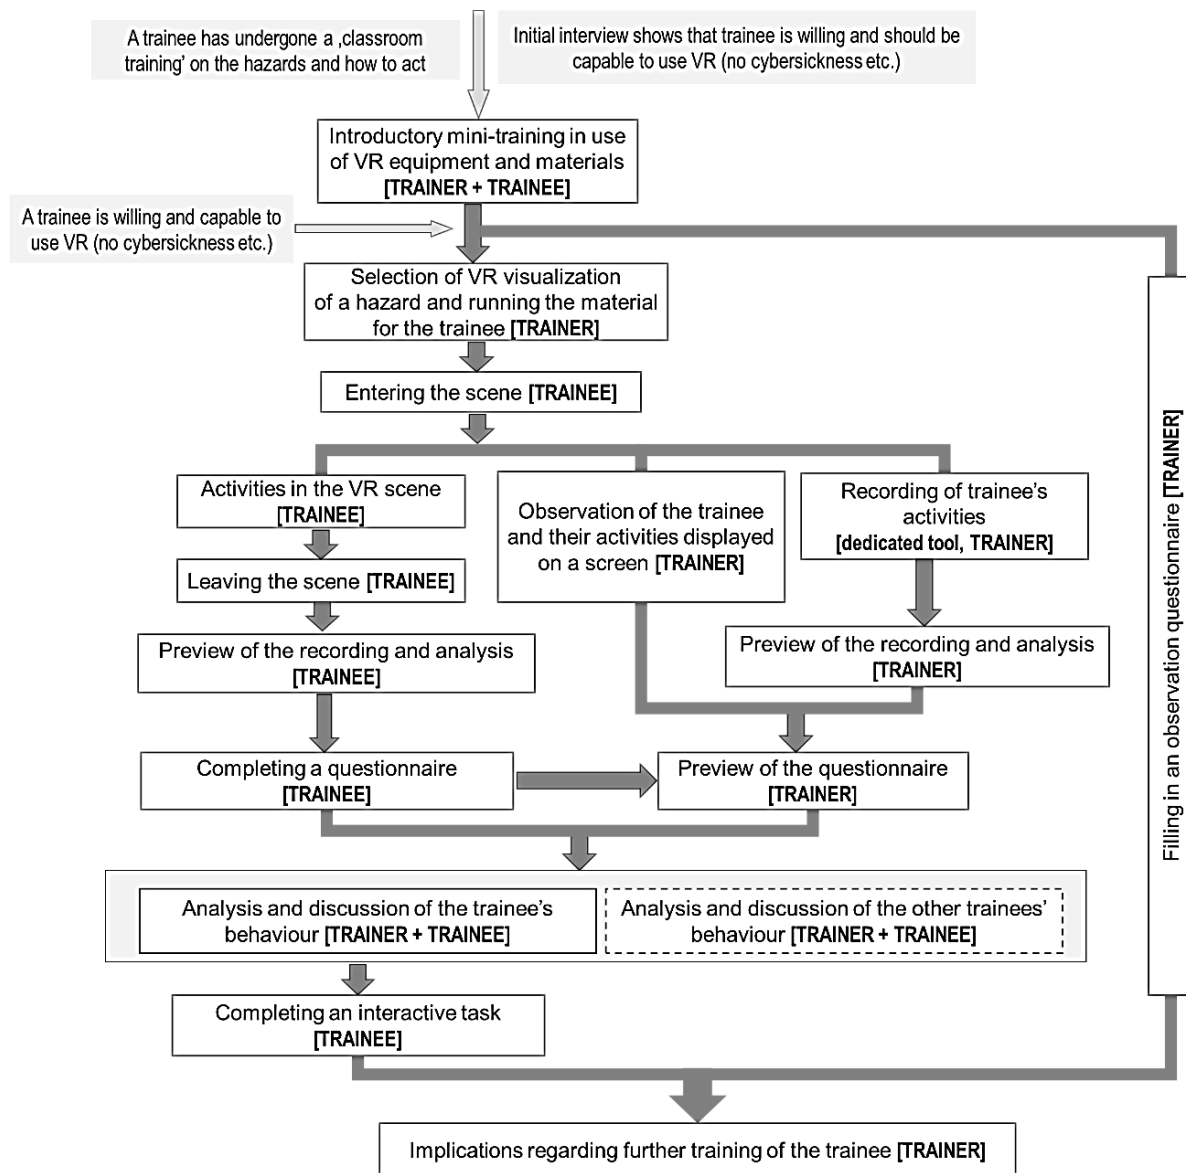 A trainee has undergone a ‚classroom
training’ on the hazards and how to act
Initial interview shows that trainee is willing and should be
capable to use VR (no cybersickness etc.)
Introductory mini-training in use
of VR equipment and materials
[TRAINER + TRAINEE]
A trainee is willing and capable to
use VR (no cybersickness etc.)
Selection of VR visualization
of a hazard and running the material
for the trainee [TRAINER]
Entering the scene [TRAINEE]
Activities in the VR scene
[TRAINEE]
Observation of the trainee
and their activities displayed
on a screen [TRAINER]
Recording of trainee’s
activities
[dedicated tool, TRAINER]
Leaving the scene [TRAINEE]
Preview of the recording and analysis
[TRAINEE]
Preview of the recording and analysis
[TRAINER]
Completing a questionnaire
[TRAINEE]
Preview of the questionnaire
[TRAINER]
Analysis and discussion of the trainee’s
behaviour [TRAINER + TRAINEE]
Analysis and discussion of the other trainees’
behaviour [TRAINER + TRAINEE]
Completing an interactive task
[TRAINEE]
Filling in an observation questionnaire [TRAINER]
Implications regarding further training of the trainee [TRAINER]